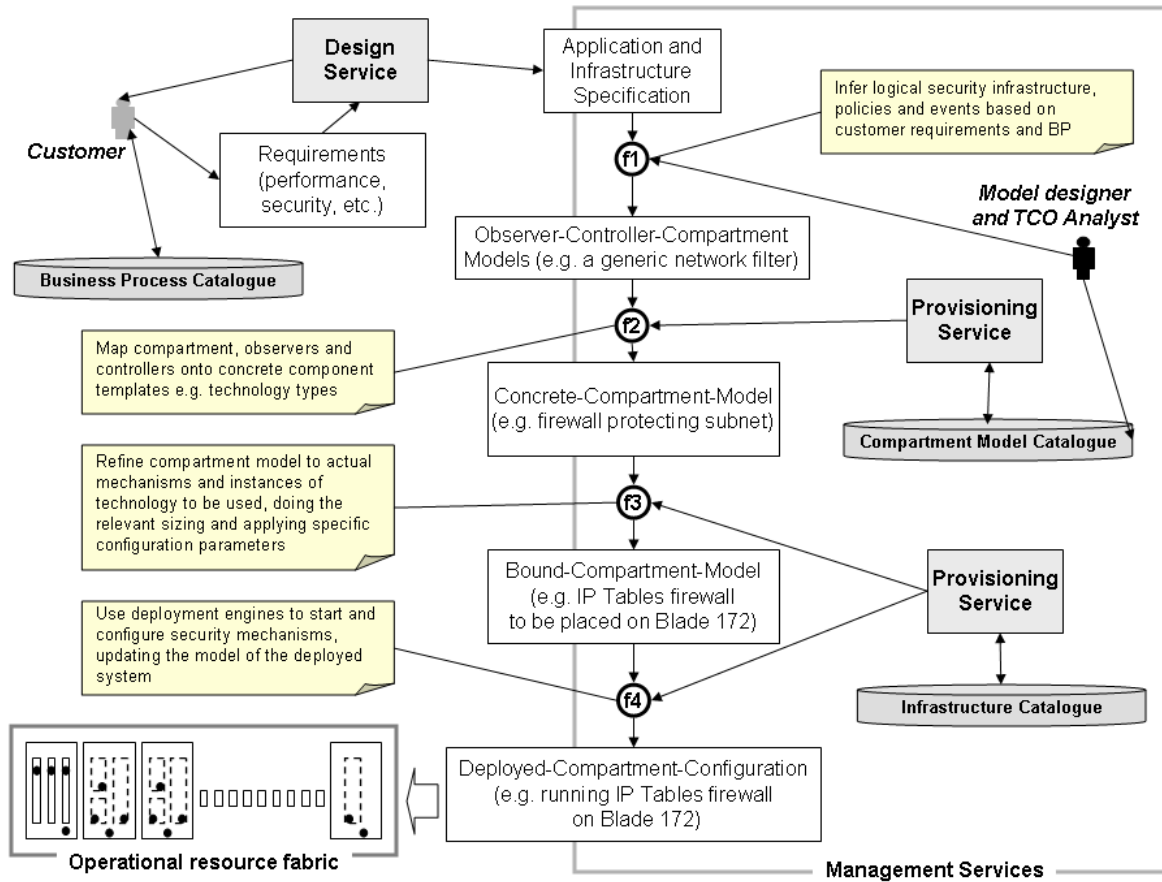 Design
Service
Application and
Infrastructure
Specification
Infer logical security infrastructure,
policies and events based on
customer requirements and BP
Customer
Requirements
(performance,
security, etc.)
f1
Model designer
and TCO Analyst
Business Process Catalogue
Observer-Controller-Compartment
Models (e.g. a generic network filter)
f2
Provisioning
Service
Map compartment, observers and
controllers onto concrete component
templates e.g. technology types
Concrete-Compartment-Model
(e.g. firewall protecting subnet)
Compartment Model Catalogue
Refine compartment model to actual
mechanisms and instances of
technology to be used, doing the
relevant sizing and applying specific
configuration parameters
f3
Bound-Compartment-Model
(e.g. IP Tables firewall
to be placed on Blade 172)
Provisioning
Service
Use deployment engines to start and
configure security mechanisms,
updating the model of the deployed
system
f4
Infrastructure Catalogue
Deployed-Compartment-Configuration
(e.g. running IP Tables firewall
on Blade 172)
Operational resource fabric
Management Services